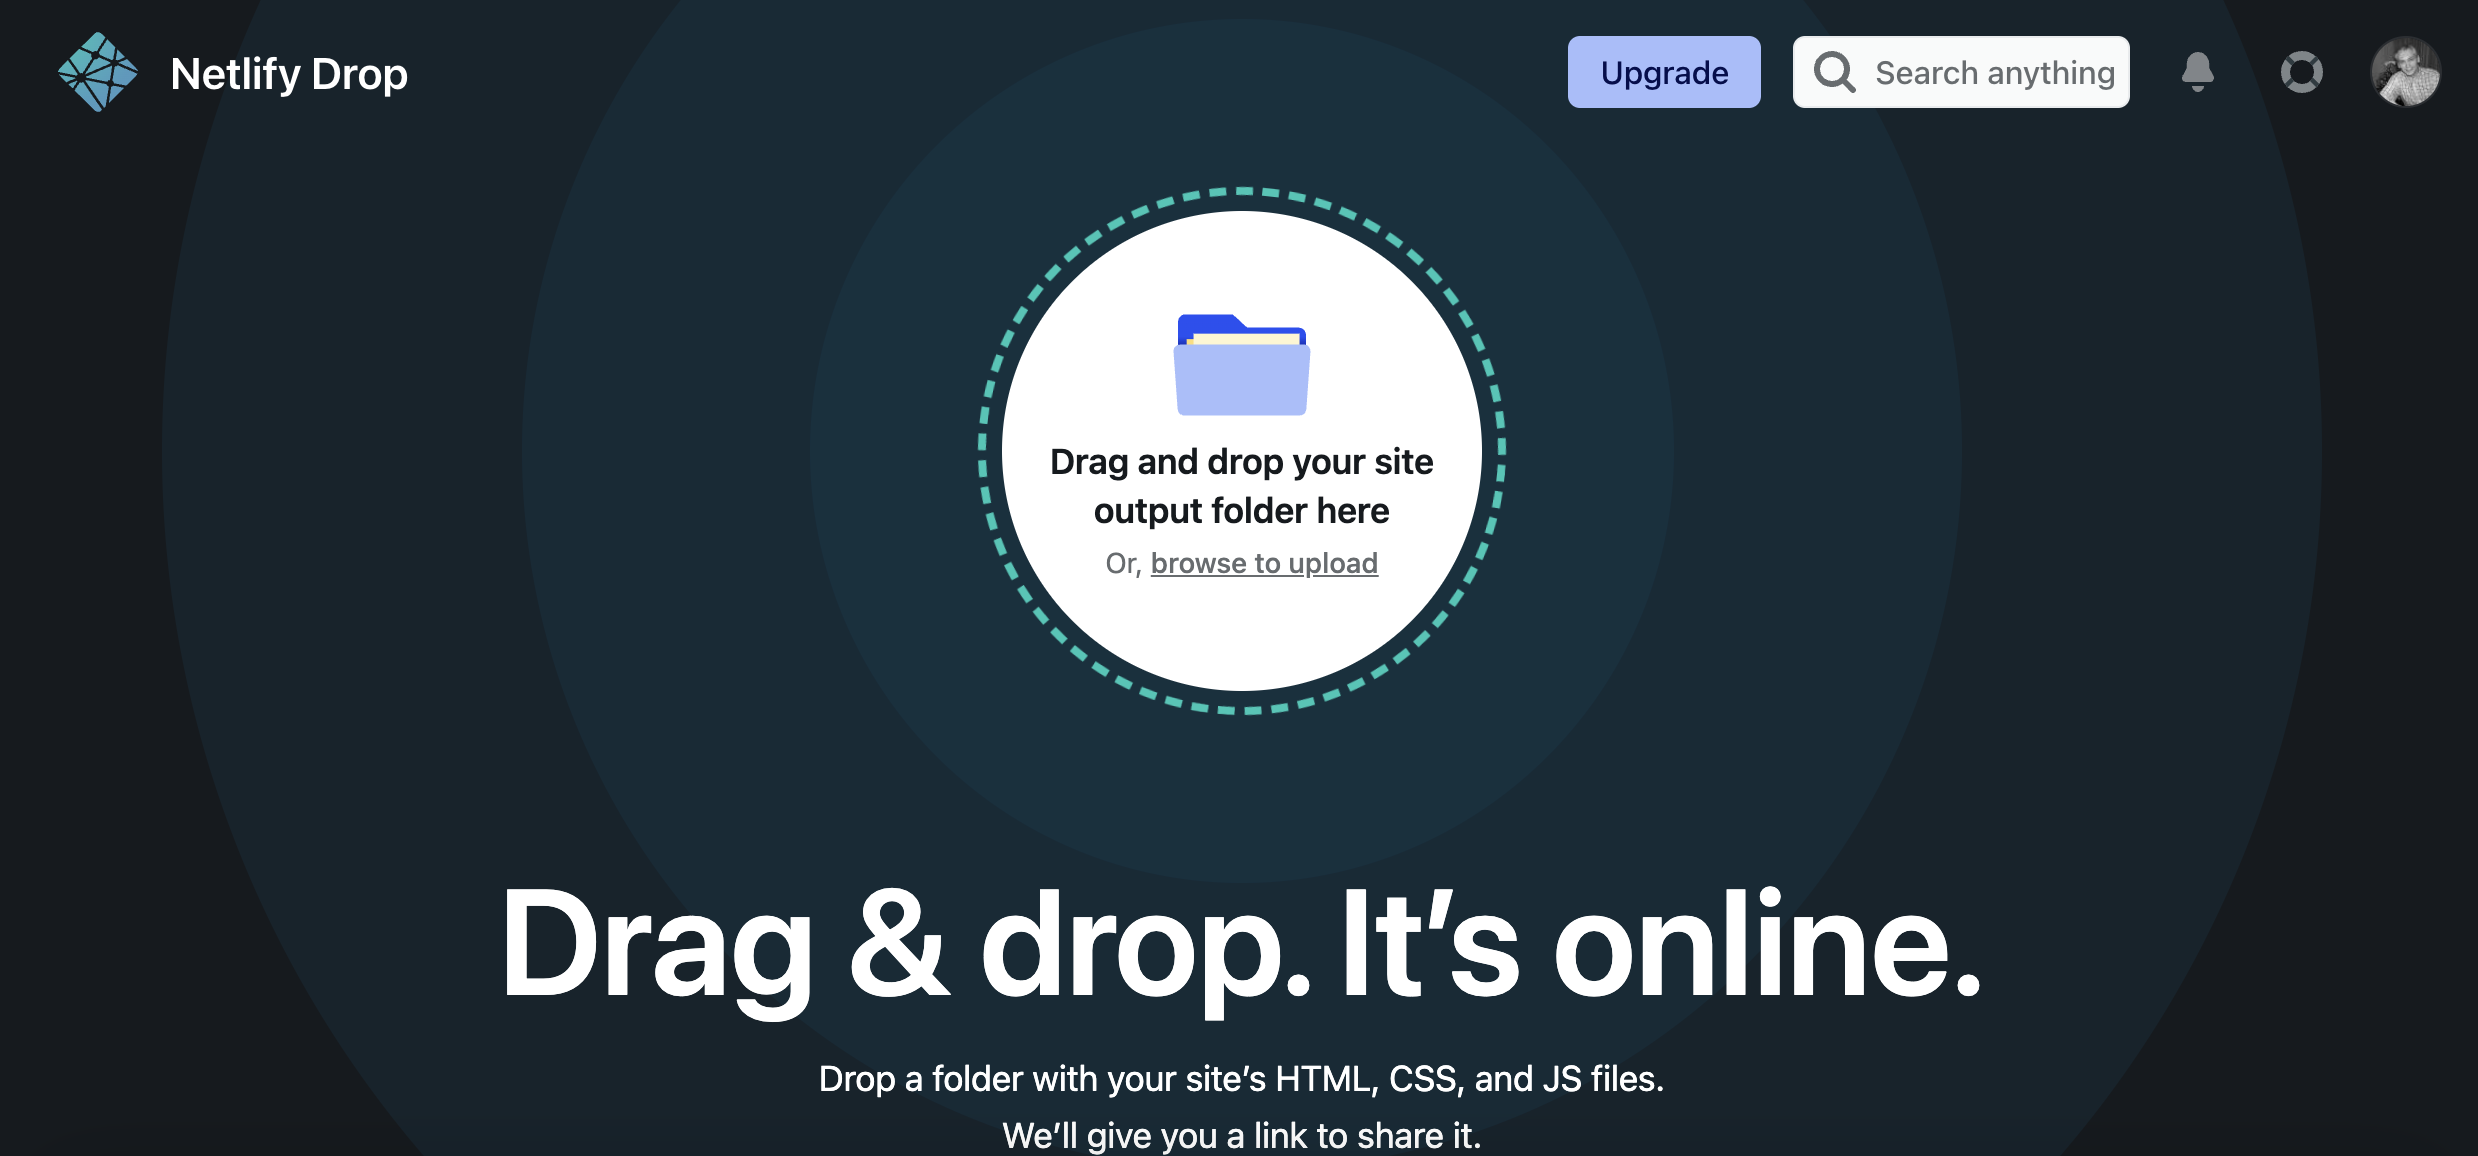 Netlify Drop
Upgrade
Search anything
Drag and drop your site
output folder here
Or, browse to upload
Drag & drop. It’s online.
Drop a folder with your site’s HTML, CSS, and JS files.
We’ll give you a link to share it.